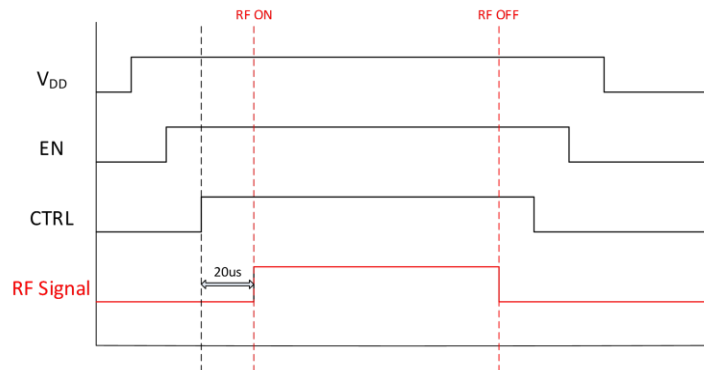 RF ON
RF OFF
VDD
EN
CTRL
20us
RF Signal